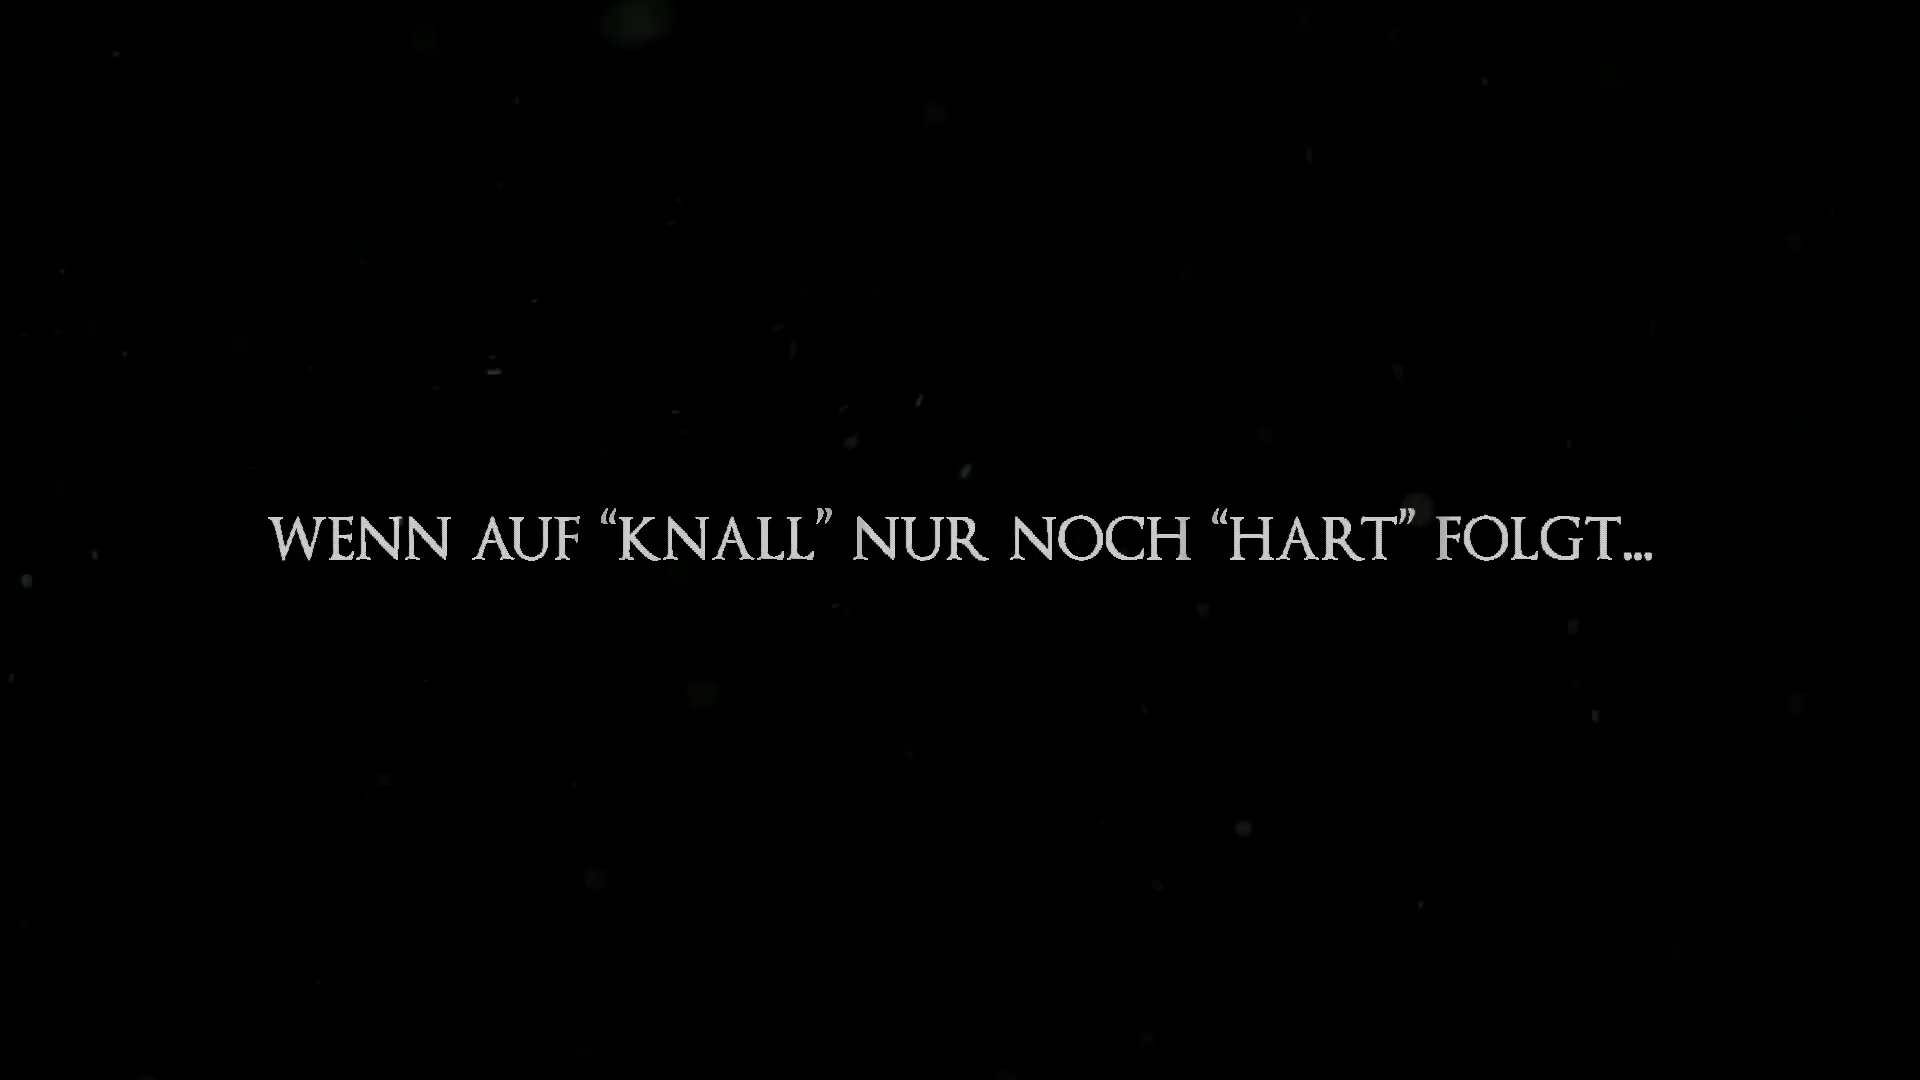 WENN AUF “KNALL” NUR NOCH “HART” FOLGT...